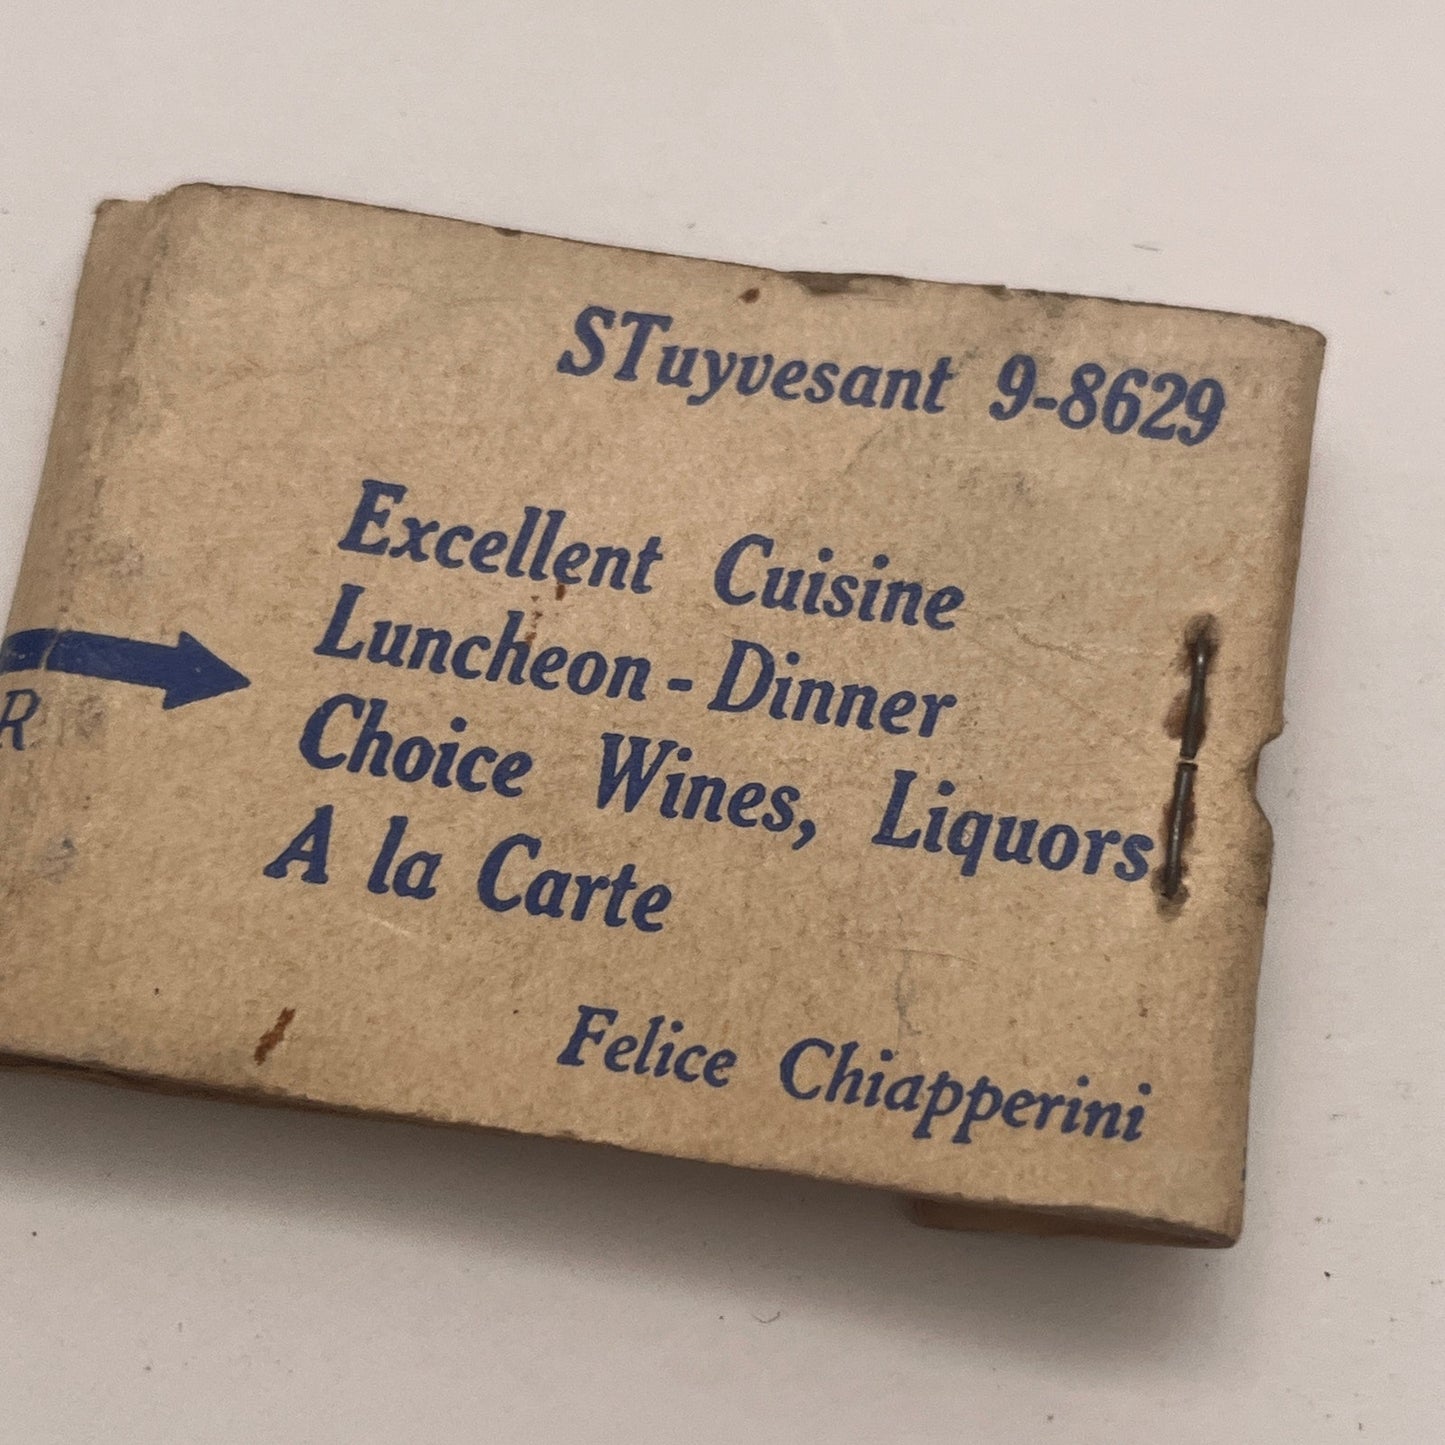 STuyvesant 9-8629
Excellent Cuisine
Luncheon - Dinner
R
Choice Wines, Liquors
A la Carte
Felice Chiapperini